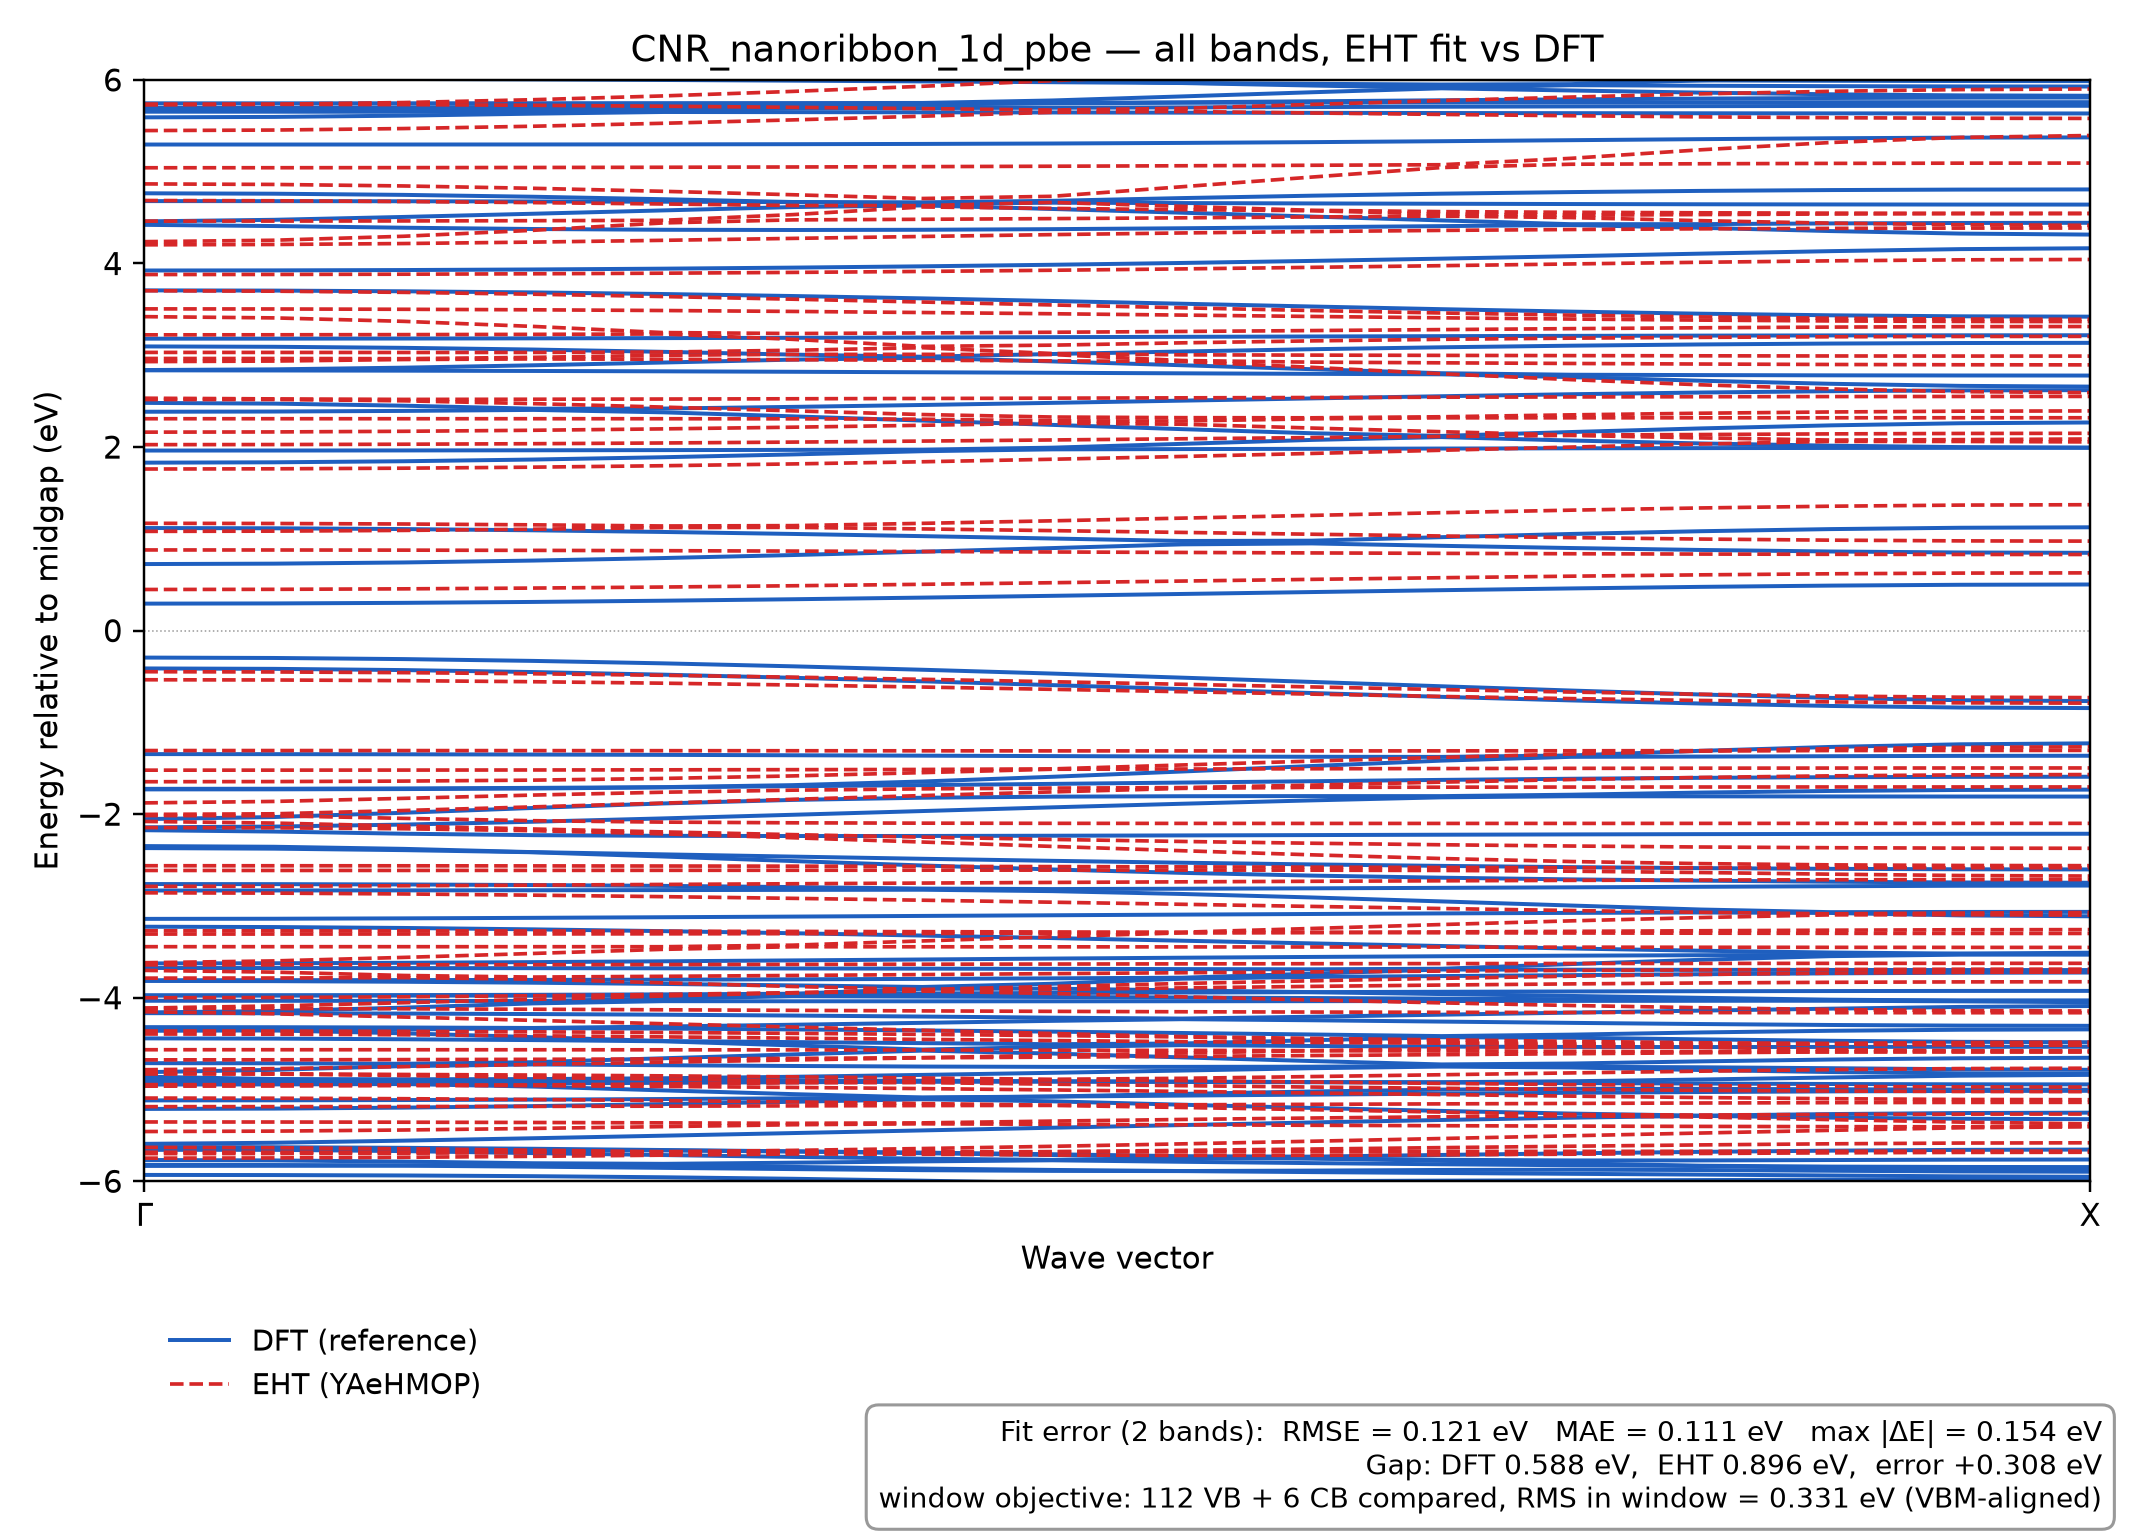 CNR_nanoribbon_1d_pbe — all bands, EHT fit vs DFT
Energy relative to midgap (eV)
6
4
2
0
−2
−4
−6
Γ
X
Wave vector
DFT (reference)
EHT (YAeHMOP)
Fit error (2 bands):  RMSE = 0.121 eV   MAE = 0.111 eV   max |ΔE| = 0.154 eV
Gap: DFT 0.588 eV,  EHT 0.896 eV,  error +0.308 eV
window objective: 112 VB + 6 CB compared, RMS in window = 0.331 eV (VBM-aligned)